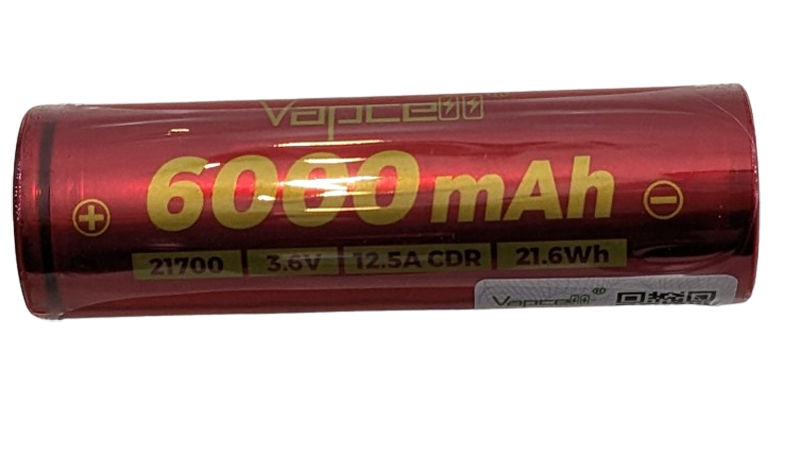 Vapcell
6000mAh
21700 3.6V 12.5A CDR 21.6Wh
Vapcell®